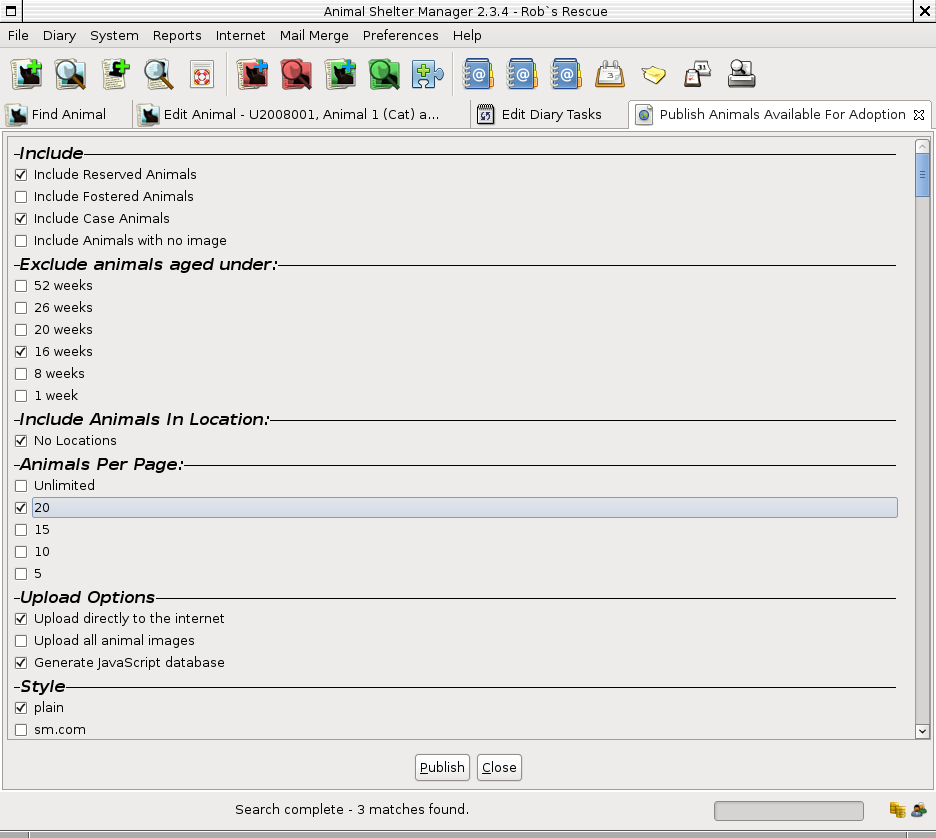 Animal Shelter Manager 2.3.4 - Rob`s Rescue
File Diary System Reports Internet Mail Merge Preferences Help
Find Animal Edit Animal - U2008001, Animal 1 (Cat) a... Edit Diary Tasks Publish Animals Available For Adoption
Include
Include Reserved Animals
Include Fostered Animals
Include Case Animals
Include Animals with no image
Exclude animals aged under:
52 weeks
26 weeks
20 weeks
16 weeks
8 weeks
1 week
Include Animals In Location:
No Locations
Animals Per Page:
Unlimited
20
15
10
5
Upload Options
Upload directly to the internet
Upload all animal images
Generate JavaScript database
Style
plain
sm.com
Publish Close
Search complete - 3 matches found.